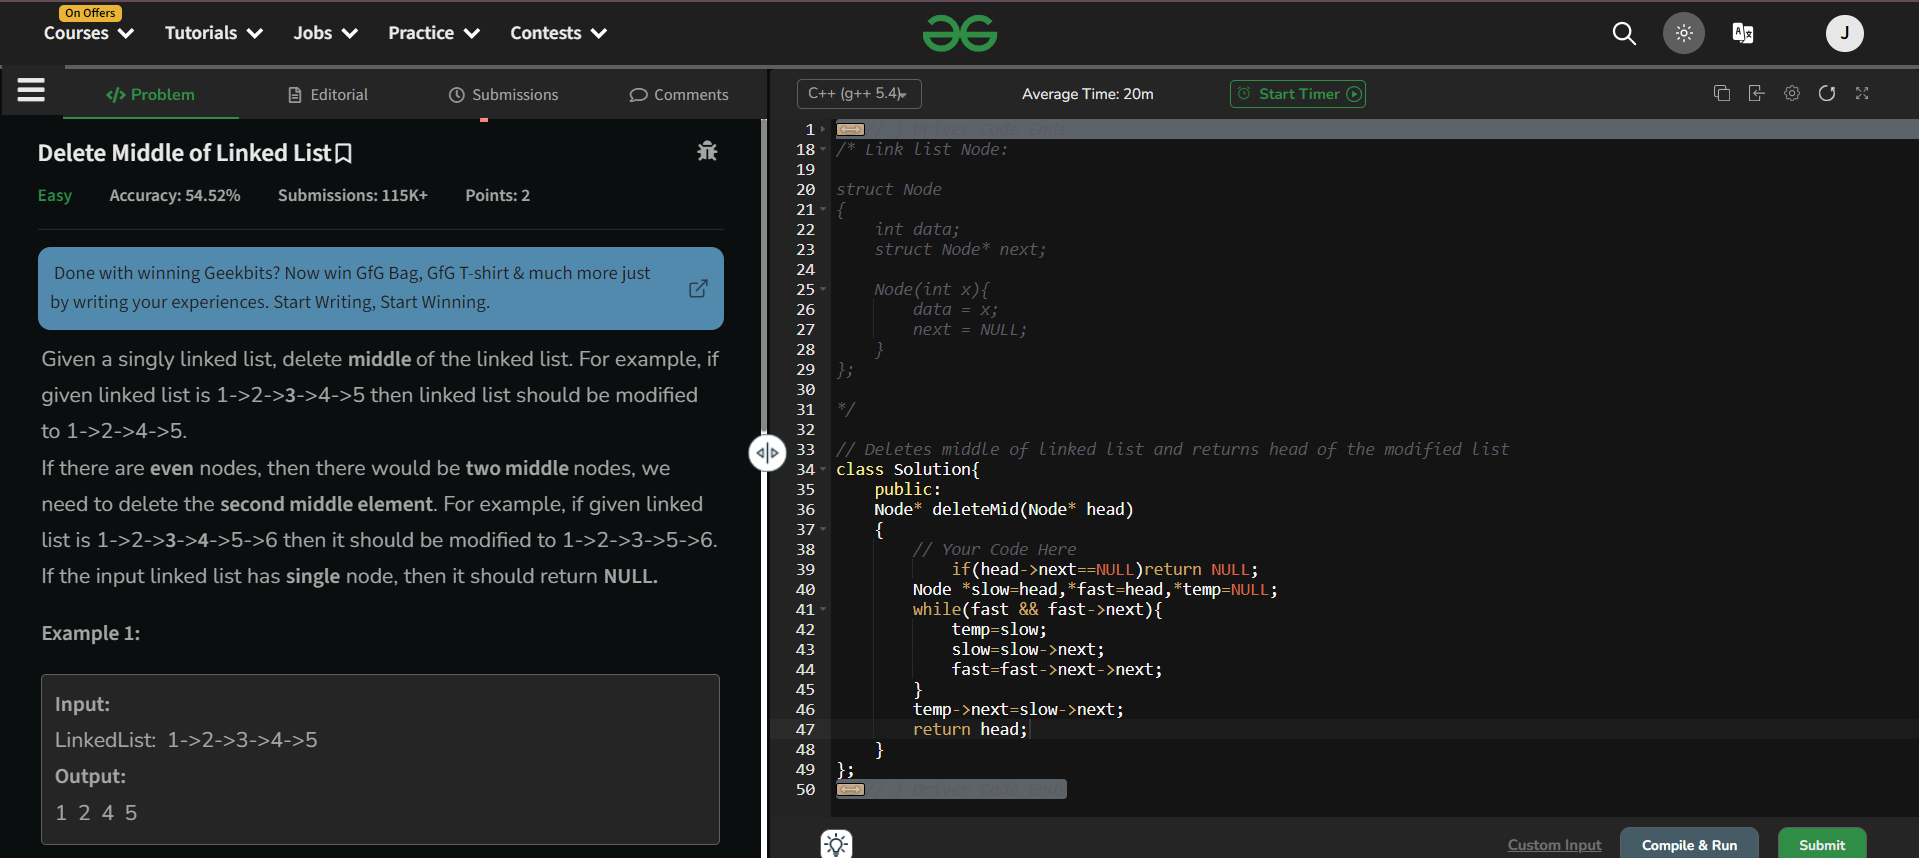 On Offers
Courses Tutorials Jobs Practice Contests
J
Problem Editorial Submissions Comments
Delete Middle of Linked List
Easy Accuracy: 54.52% Submissions: 115K+ Points: 2
Done with winning Geekbits? Now win GfG Bag, GfG T-shirt & much more just
by writing your experiences. Start Writing, Start Winning.
Given a singly linked list, delete middle of the linked list. For example, if
given linked list is 1->2->3->4->5 then linked list should be modified
to 1->2->4->5.
If there are even nodes, then there would be two middle nodes, we
need to delete the second middle element. For example, if given linked
list is 1->2->3->4->5->6 then it should be modified to 1->2->3->5->6.
If the input linked list has single node, then it should return NULL.
Example 1:
Input:
LinkedList: 1->2->3->4->5
Output:
1 2 4 5
C++ (g++ 5.4) Average Time: 20m Start Timer
1 // } Driver Code Ends
18 /* Link list Node:
19
20 struct Node
21 {
22 int data;
23 struct Node* next;
24
25 Node(int x){
26 data = x;
27 next = NULL;
28 }
29 };
30
31 */
32
33 // Deletes middle of linked list and returns head of the modified list
34 class Solution{
35 public:
36 Node* deleteMid(Node* head)
37 {
38 // Your Code Here
39 if(head->next==NULL)return NULL;
40 Node *slow=head,*fast=head,*temp=NULL;
41 while(fast && fast->next){
42 temp=slow;
43 slow=slow->next;
44 fast=fast->next->next;
45 }
46 temp->next=slow->next;
47 return head;
48 }
49 };
50 // } Driver Code Ends
Custom Input Compile & Run Submit